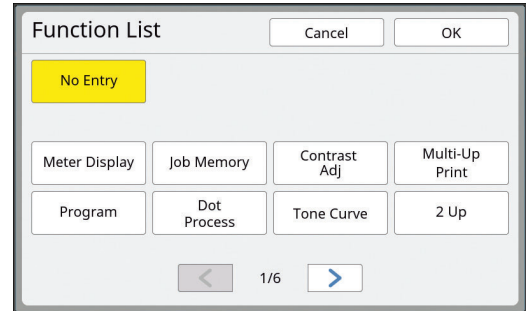 Function List
Cancel
OK
No Entry
Meter Display
Job Memory
Contrast
Adj
Multi-Up
Print
Program
Dot
Process
Tone Curve
2 Up
1/6